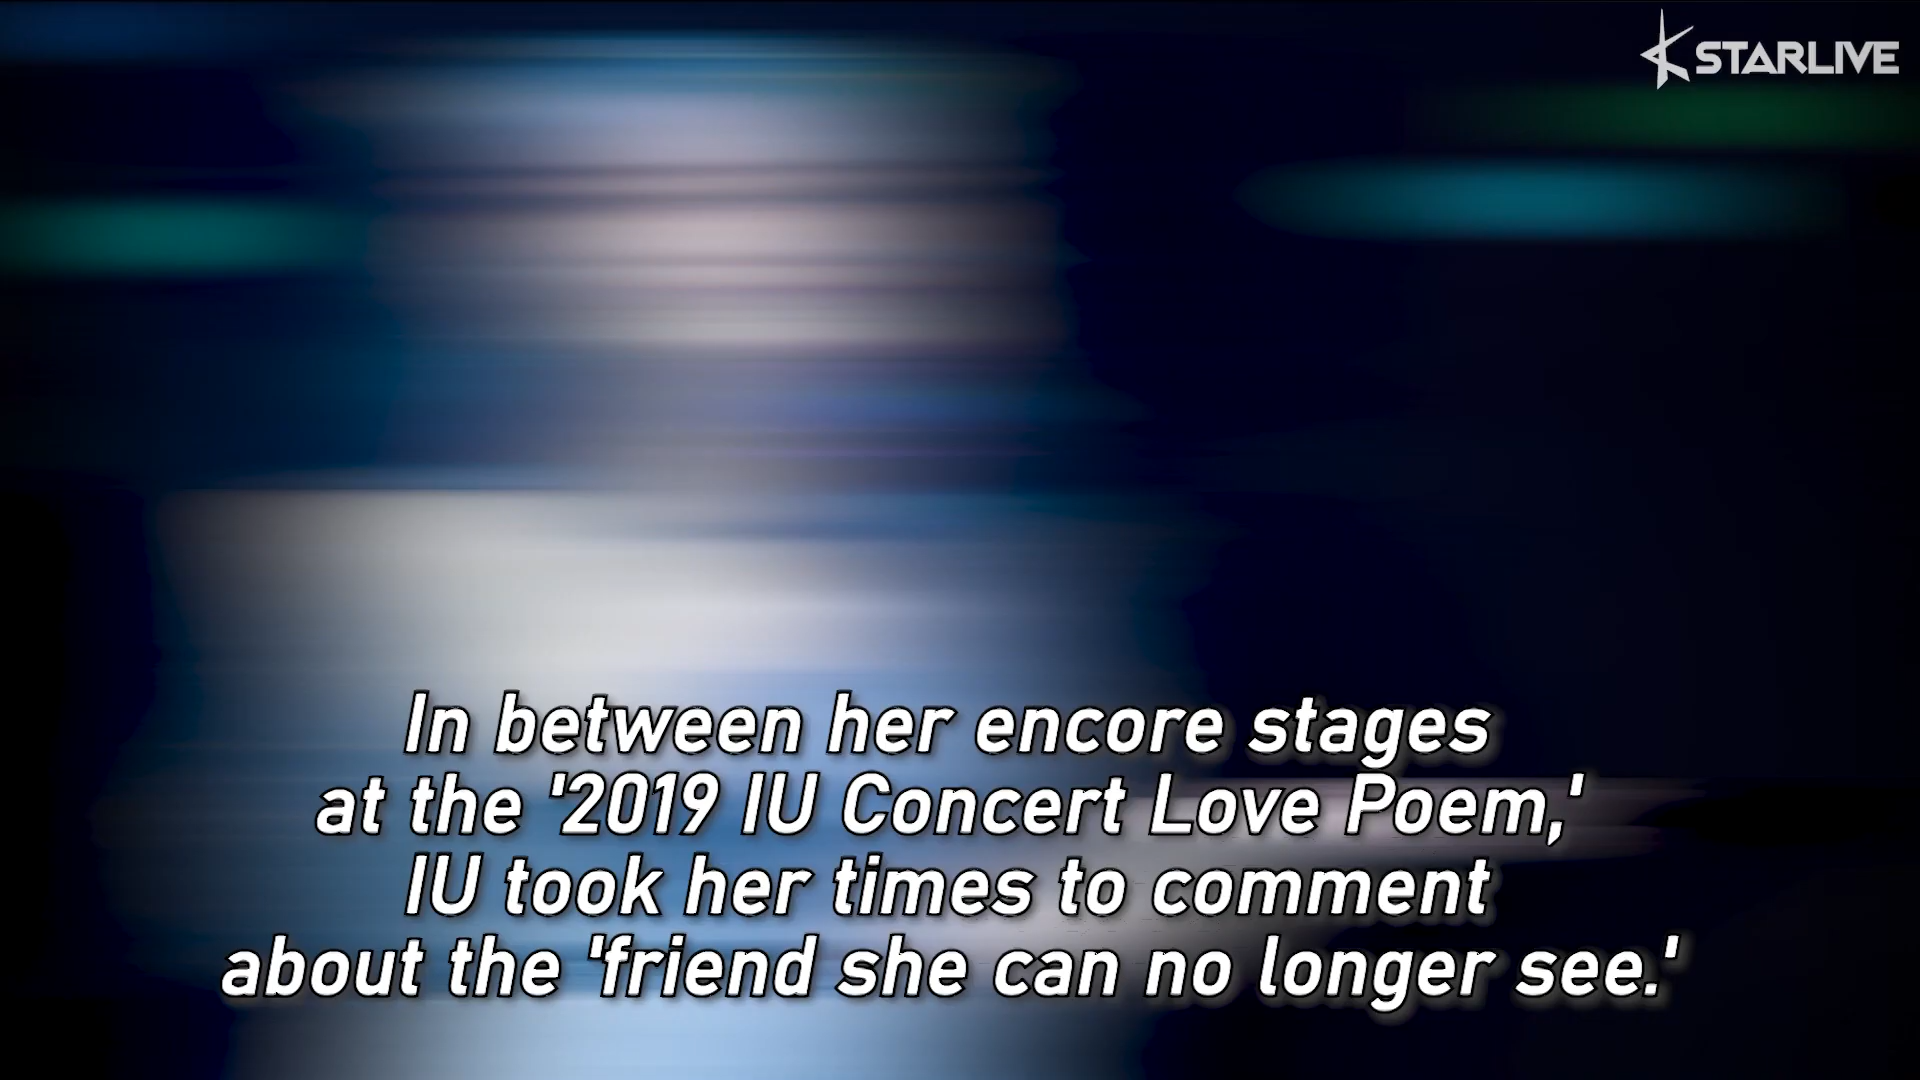 STARLIVE
In between her encore stages
at the '2019 IU Concert Love Poem,'
IU took her times to comment
about the 'friend she can no longer see.'